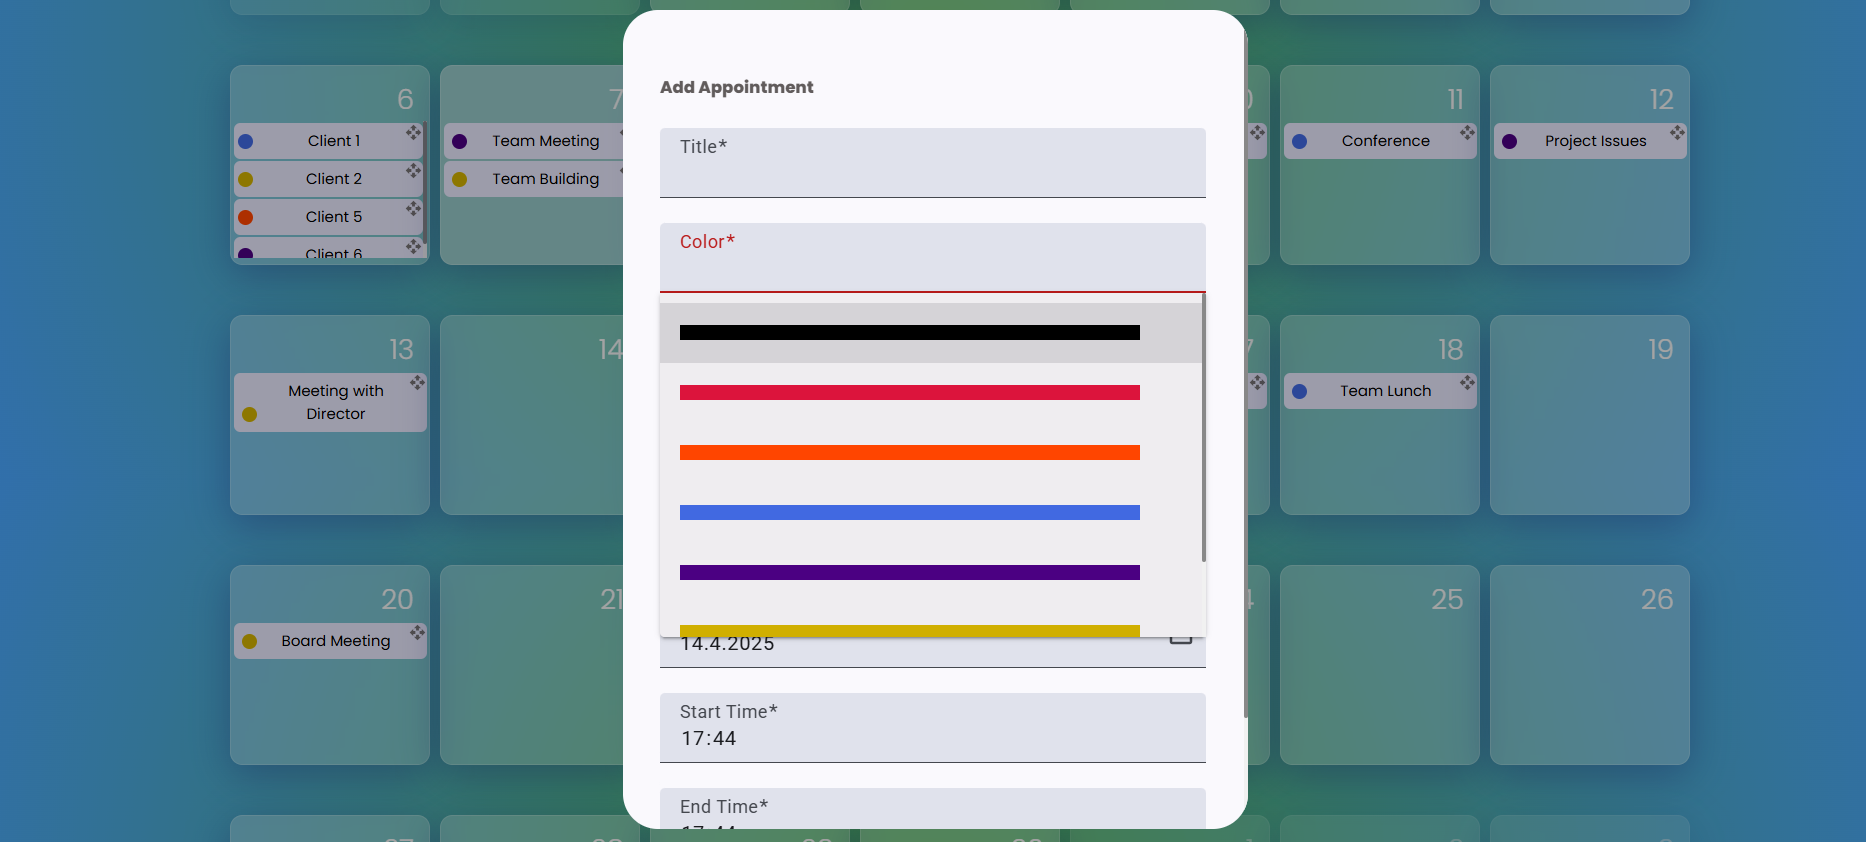 6
Client 1
Client 2
Client 5
Client 6
7
Team Meeting
Team Building
11
Conference
12
Project Issues
13
Meeting with
Director
14
18
Team Lunch
19
20
Board Meeting
21
25
26
Add Appointment
Title*
Color*
14.4.2025
Start Time*
17:44
End Time*